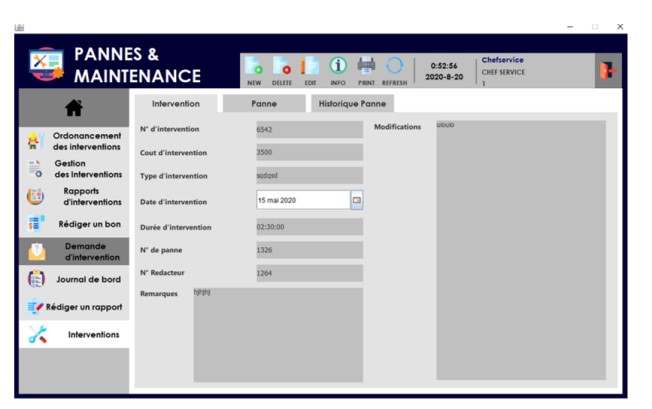 PANNES &
MAINTENANCE
NEW DELETE EDIT INFO PRINT REFRESH
0:52:56
2020-8-20
Chefservice
CHEF SERVICE
1
Ordonancement
des interventions
Gestion
des Interventions
Rapports
d'interventions
Rédiger un bon
Demande
d'intervention
Journal de bord
Rédiger un rapport
Interventions
Intervention Panne Historique Panne
N° d'intervention 6542
Cout d'intervention 3500
Type d'intervention sqdqsd
Date d'intervention 15 mai 2020
Durée d'intervention 02:30:00
N° de panne 1326
N° Redacteur 1264
Remarques hjhjhj
Modifications uiouio